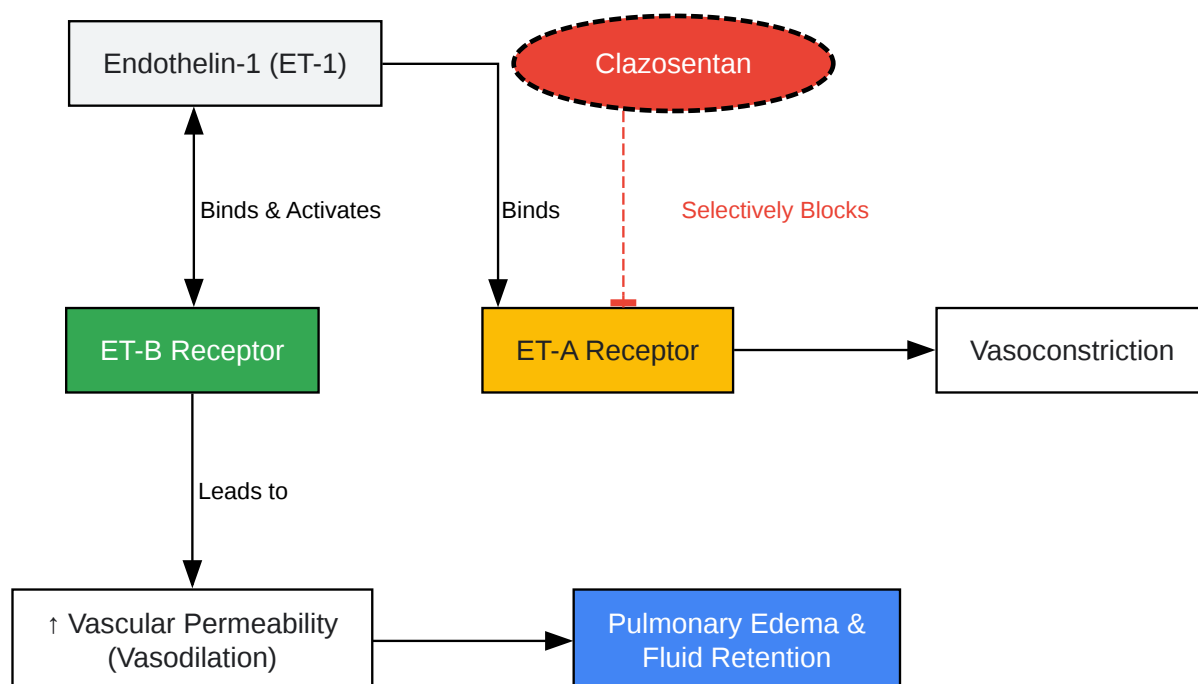 Endothelin-1 (ET-1)
Clazosentan
Binds & Activates
Binds
Selectively Blocks
ET-B Receptor
ET-A Receptor
Vasoconstriction
Leads to
↑ Vascular Permeability
(Vasodilation)
Pulmonary Edema &
Fluid Retention